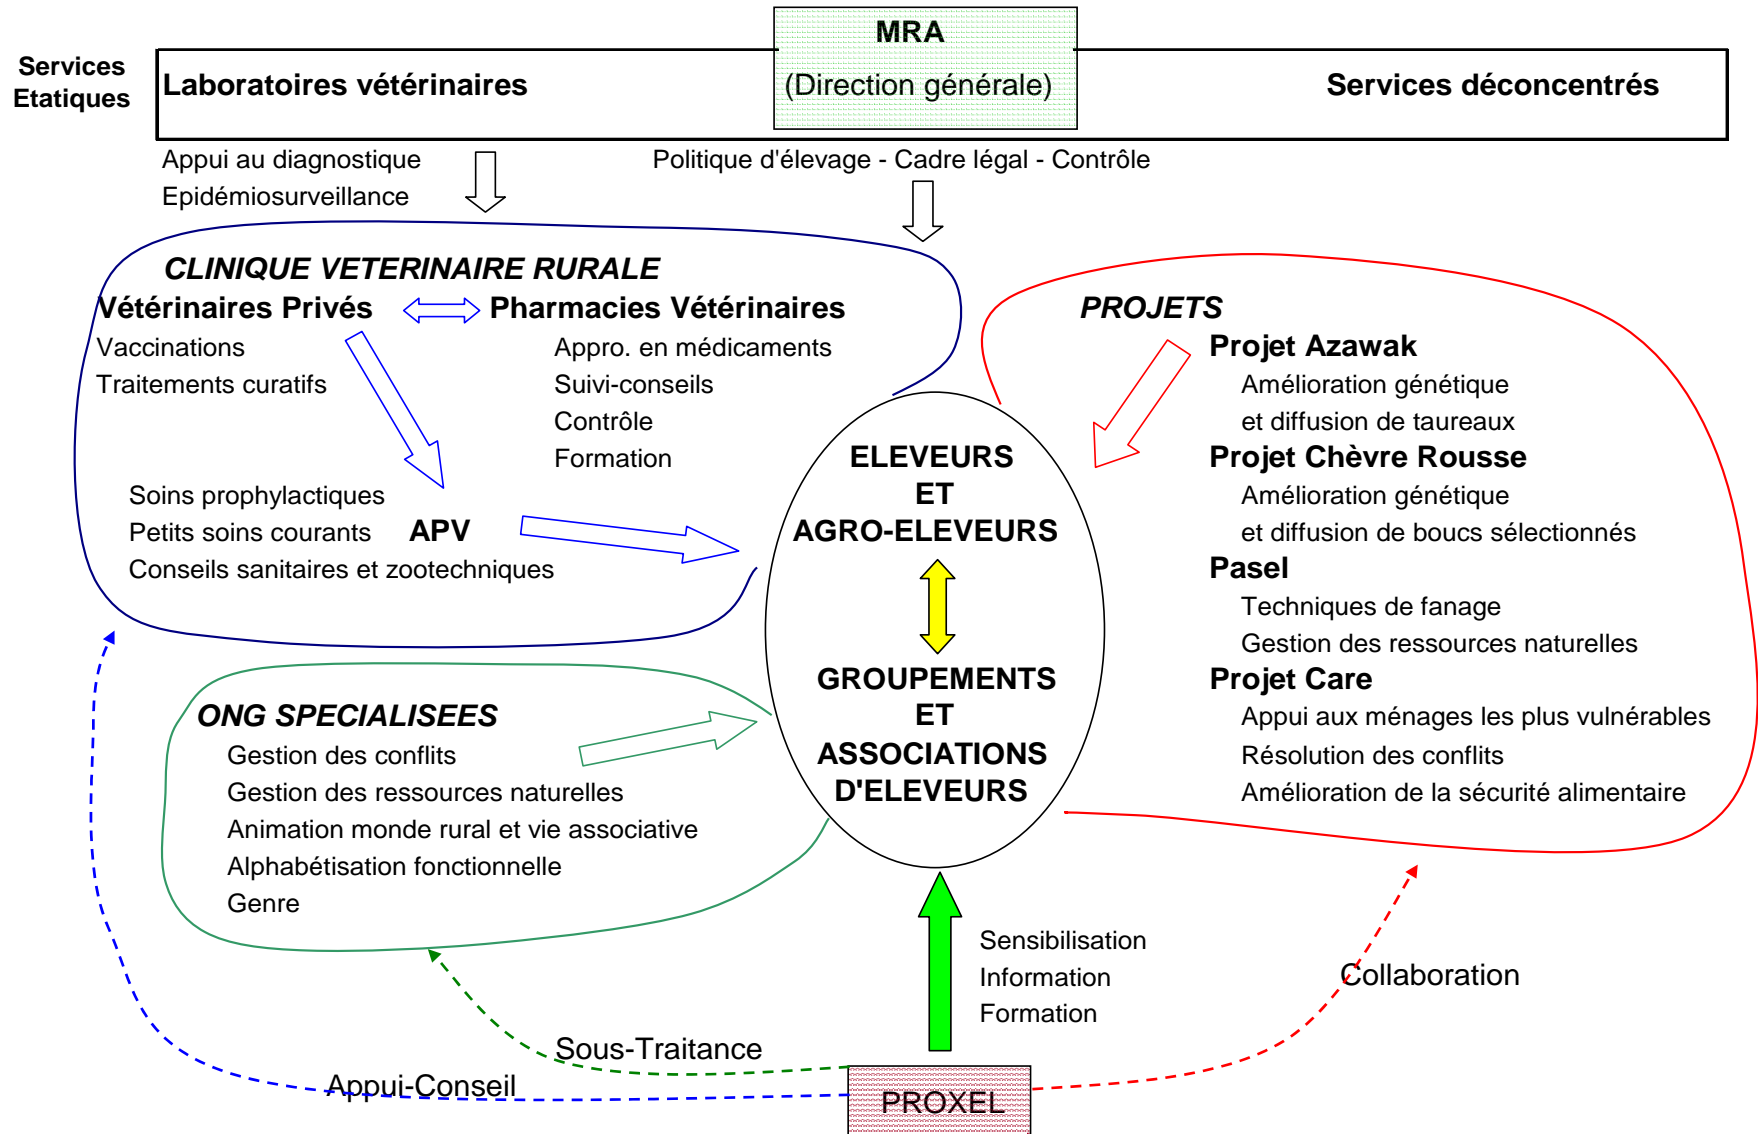 MRA
(Direction générale)
Services
Etatiques
Laboratoires vétérinaires
Services déconcentrés
Appui au diagnostique
Epidémiosurveillance
Politique d'élevage - Cadre légal - Contrôle
CLINIQUE VETERINAIRE RURALE
Vétérinaires Privés
Pharmacies Vétérinaires
Vaccinations
Traitements curatifs
Appro. en médicaments
Suivi-conseils
Contrôle
Formation
Soins prophylactiques
Petits soins courants
APV
Conseils sanitaires et zootechniques
ELEVEURS
ET
AGRO-ELEVEURS
GROUPEMENTS
ET
ASSOCIATIONS
D'ELEVEURS
PROJETS
Projet Azawak
Amélioration génétique
et diffusion de taureaux
Projet Chèvre Rousse
Amélioration génétique
et diffusion de boucs sélectionnés
Pasel
Techniques de fanage
Gestion des ressources naturelles
Projet Care
Appui aux ménages les plus vulnérables
Résolution des conflits
Amélioration de la sécurité alimentaire
ONG SPECIALISEES
Gestion des conflits
Gestion des ressources naturelles
Animation monde rural et vie associative
Alphabétisation fonctionnelle
Genre
Sensibilisation
Information
Formation
Collaboration
Sous-Traitance
Appui-Conseil
PROXEL